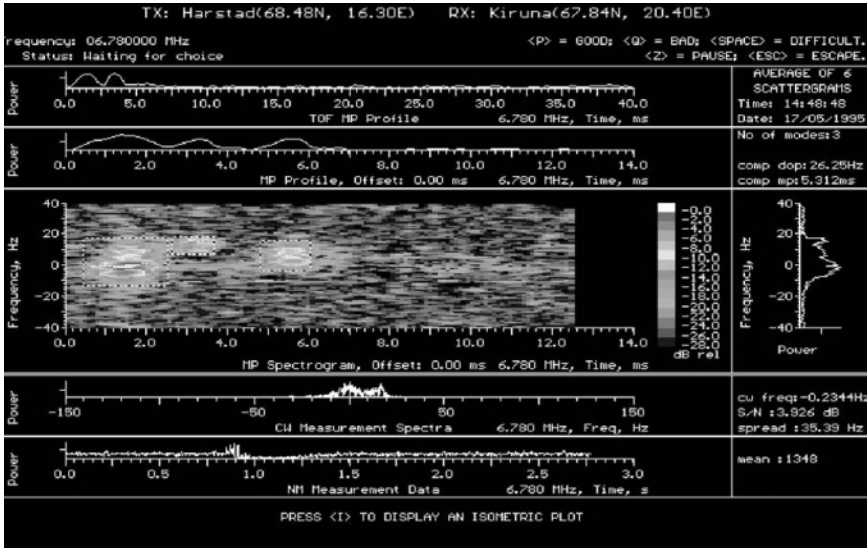 TX: Harstad(68.48N, 16.30E) RX: Kiruna(67.84N, 20.40E)
requency: 06.780000 MHz <P> = GOOD; <Q> = BAD; <SPACE> = DIFFICULT.
Status: Waiting for choice <Z> = PAUSE; <ESC> = ESCAPE.
Power
0.0 5.0 10.0 15.0 20.0 25.0 30.0 35.0 40.0
TOF MP Profile 6.780 MHz, Time, ms
AVERAGE OF 6
SCATTERGRAMS
Time: 14:48:48
Date: 17/05/1995
Power
0.0 2.0 4.0 6.0 8.0 10.0 12.0 14.0
MP Profile, Offset: 0.00 ms 6.780 MHz, Time, ms
No of modes:3
comp dop:26.25Hz
comp mp:5.312ms
Frequency, Hz
40
20
0
-20
-40
0.0 2.0 4.0 6.0 8.0 10.0 12.0 14.0
MP Spectrogram, Offset: 0.00 ms 6.780 MHz, Time, ms
-0.0
-2.0
-4.0
-6.0
-8.0
-10.0
-12.0
-14.0
-16.0
-18.0
-20.0
-22.0
-24.0
-26.0
-28.0
dB rel
Frequency, Hz
40
20
0
-20
-40
Power
Power
-150 -50 50 150
CW Measurement Spectra 6.780 MHz, Freq, Hz
cw freq:-0.2344Hz
S/N :3.926 dB
spread :35.39 Hz
Power
0.0 0.5 1.0 1.5 2.0 2.5 3.0
NM Measurement Data 6.780 MHz, Time, s
mean :1348
PRESS <I> TO DISPLAY AN ISOMETRIC PLOT